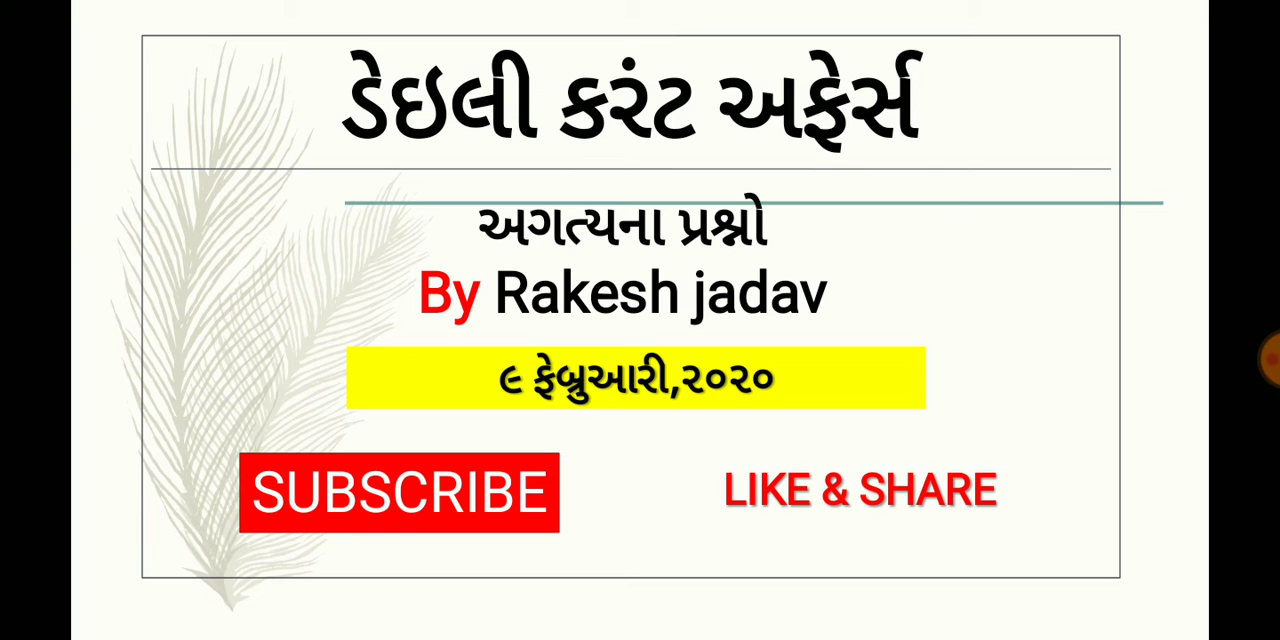 ડેઇલી કરંટ અફેર્સ
અગત્યના પ્રશ્નો
By Rakesh jadav
૯ ફેબ્રુઆરી,૨૦૨૦
SUBSCRIBE
LIKE & SHARE